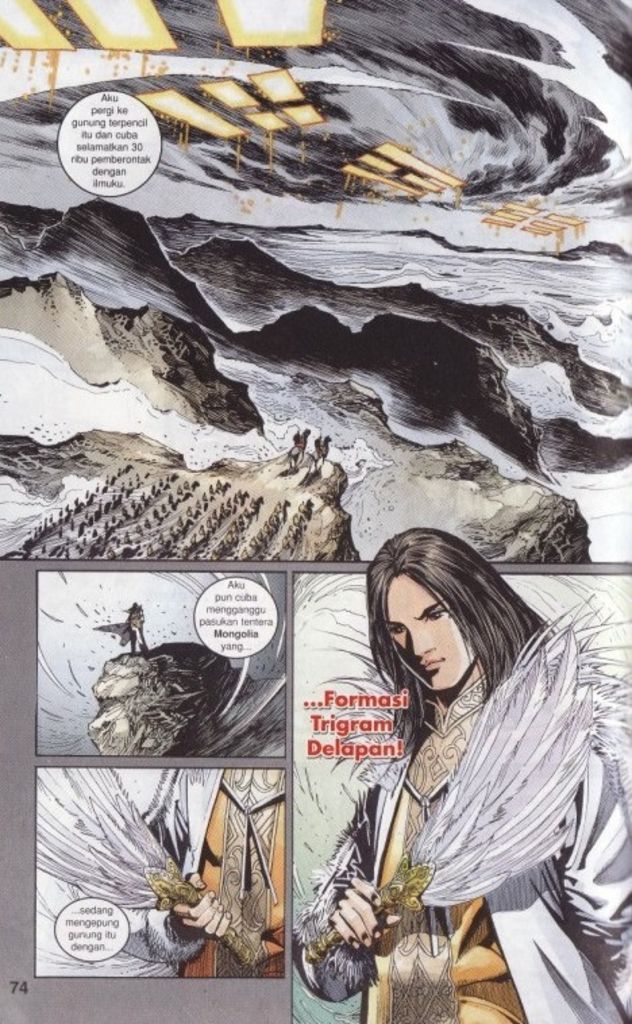 Aku
pergi ke
gunung terpencil
itu dan cuba
selamatkan 30
ribu pemberontak
dengan
ilmuku.
Aku
pun cuba
mengganggu
pasukan tentera
Mongolia
yang...
...sedang
mengepung
gunung itu
dengan...
...Formasi
Trigram
Delapan!
74